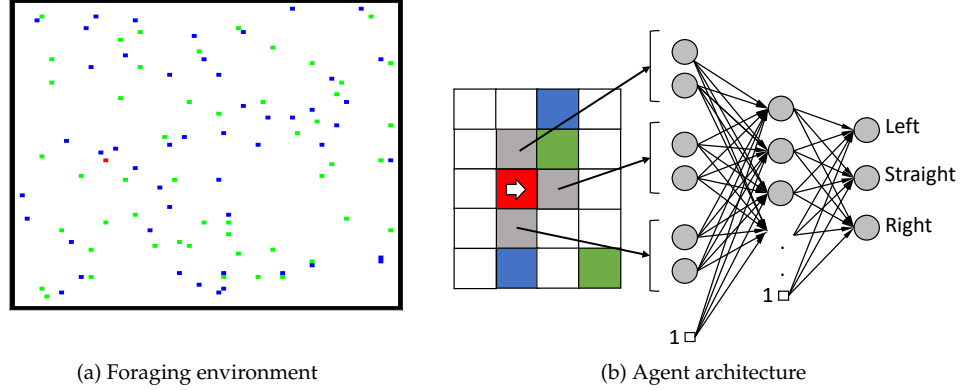 Left
Straight
Right
1
1
(a) Foraging environment
(b) Agent architecture